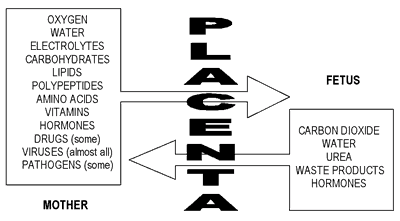 OXYGEN
WATER
ELECTROLYTES
CARBOHYDRATES
LIPIDS
POLYPEPTIDES
AMINO ACIDS
VITAMINS
HORMONES
DRUGS (some)
VIRUSES (almost all)
PATHOGENS (some)
MOTHER
PLACENTA
FETUS
CARBON DIOXIDE
WATER
UREA
WASTE PRODUCTS
HORMONES